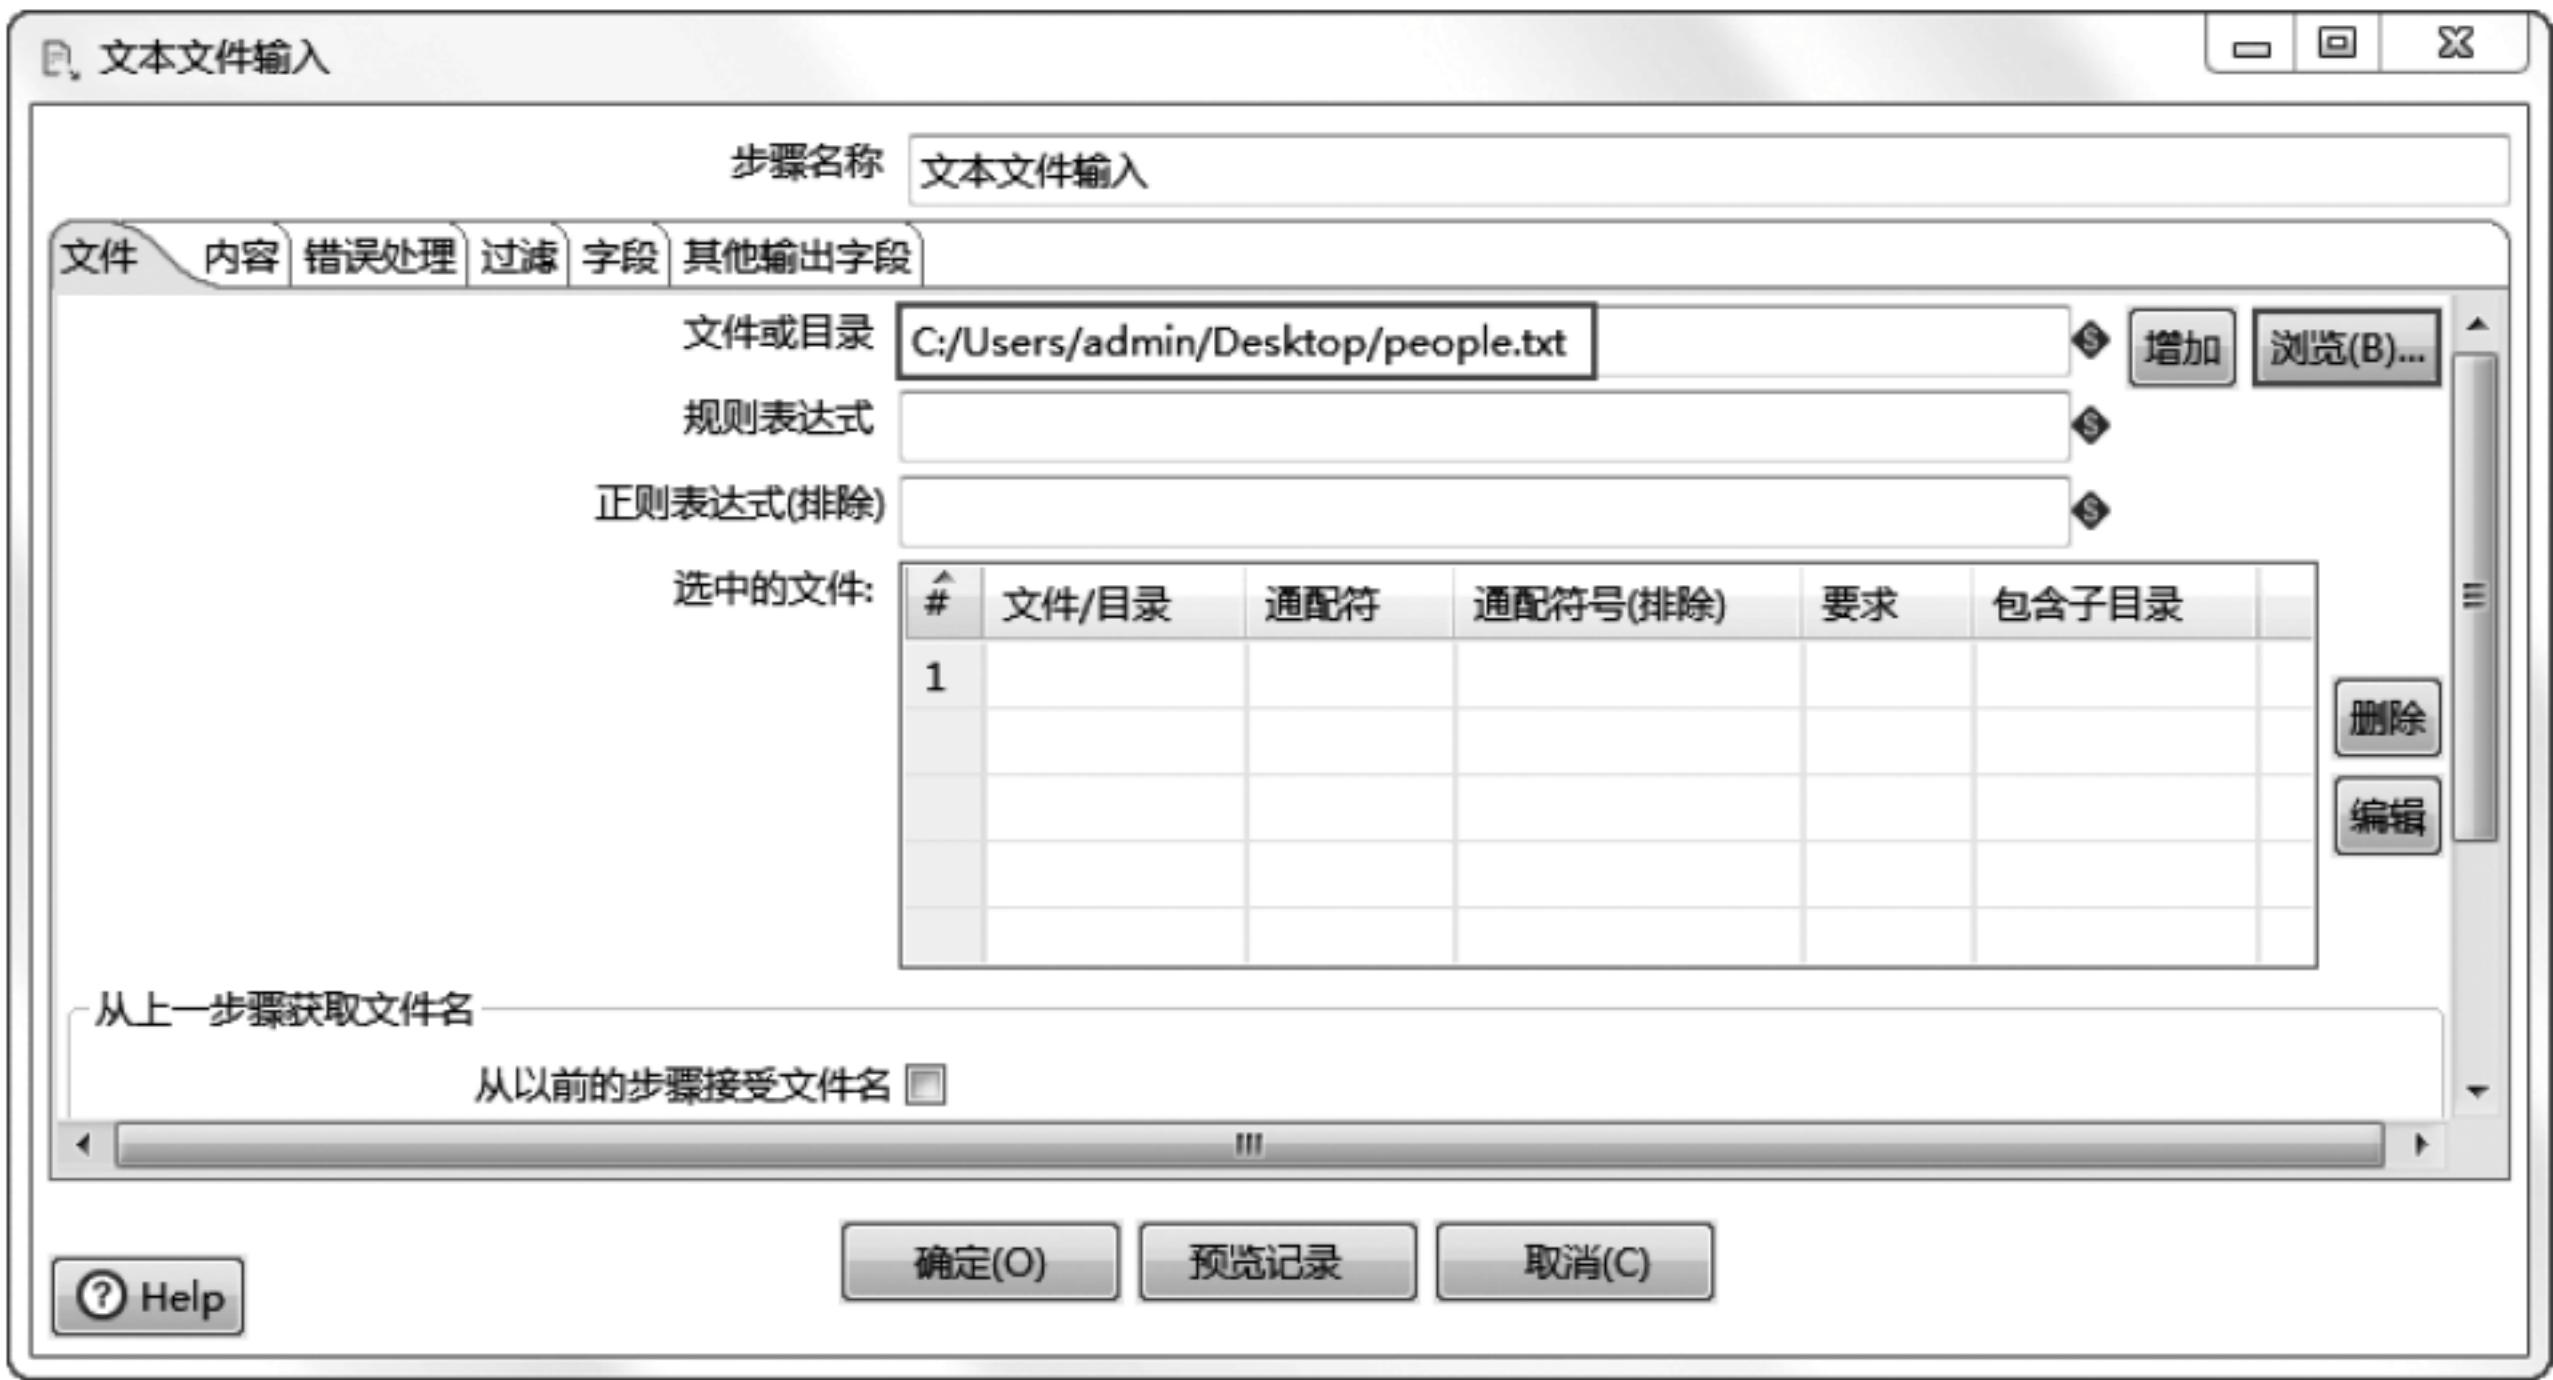 文本文件输入
步骤名称 文本文件输入
文件 内容 错误处理 过滤 字段 其他输出字段
文件或目录 C:/Users/admin/Desktop/people.txt S 增加 浏览(B)...
规则表达式 S
正则表达式(排除) S
选中的文件: # 文件/目录 通配符 通配符号(排除) 要求 包含子目录
1
删除
编辑
从上一步骤获取文件名
从以前的步骤接受文件名
确定(O) 预览记录 取消(C)
? Help